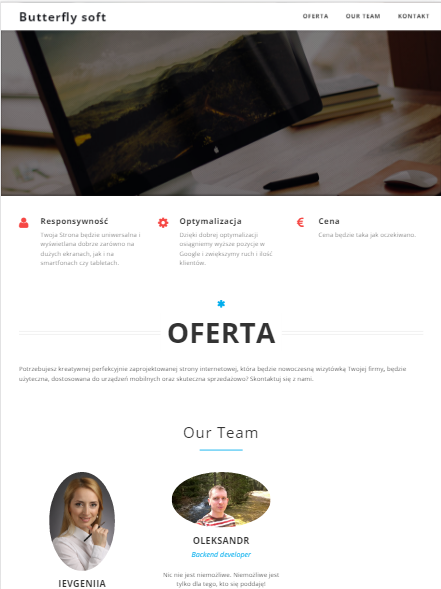 Butterfly soft
OFERTA OUR TEAM KONTAKT
Responsywność
Twoja Strona będzie uniwersalna i
wyświetlana dobrze zarówno na
dużych ekranach, jak i na
smartfonach czy tabletach.
Optymalizacja
Dzięki dobrej optymalizacji
osiągniemy wyższe pozycje w
Google i zwiększymy ruch i ilość
klientów.
Cena
Cena będzie taka jak oczekiwano.
OFERTA
Potrzebujesz kreatywnej perfekcyjnie zaprojektowanej strony internetowej, która będzie nowoczesną wizytówką Twojej firmy, będzie
użyteczna, dostosowana do urządzeń mobilnych oraz skuteczna sprzedażowo? Skontaktuj się z nami.
Our Team
IEVGENIIA
OLEKSANDR
Backend developer
Nic nie jest niemożliwe. Niemożliwe jest
tylko dla tego, kto się poddaję!